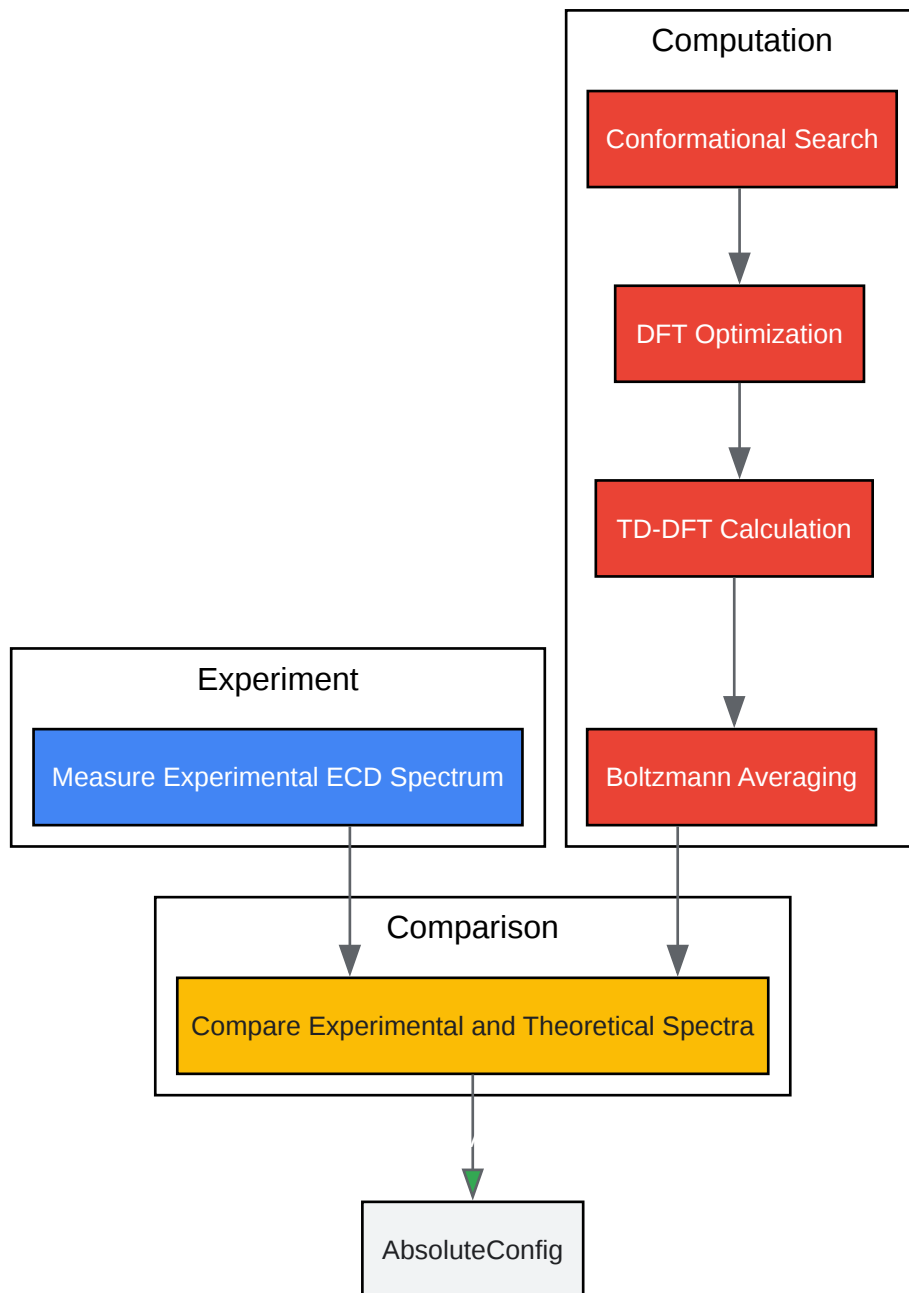 Computation
Conformational Search
DFT Optimization
TD-DFT Calculation
Experiment
Measure Experimental ECD Spectrum
Boltzmann Averaging
Comparison
Compare Experimental and Theoretical Spectra
AbsoluteConfig